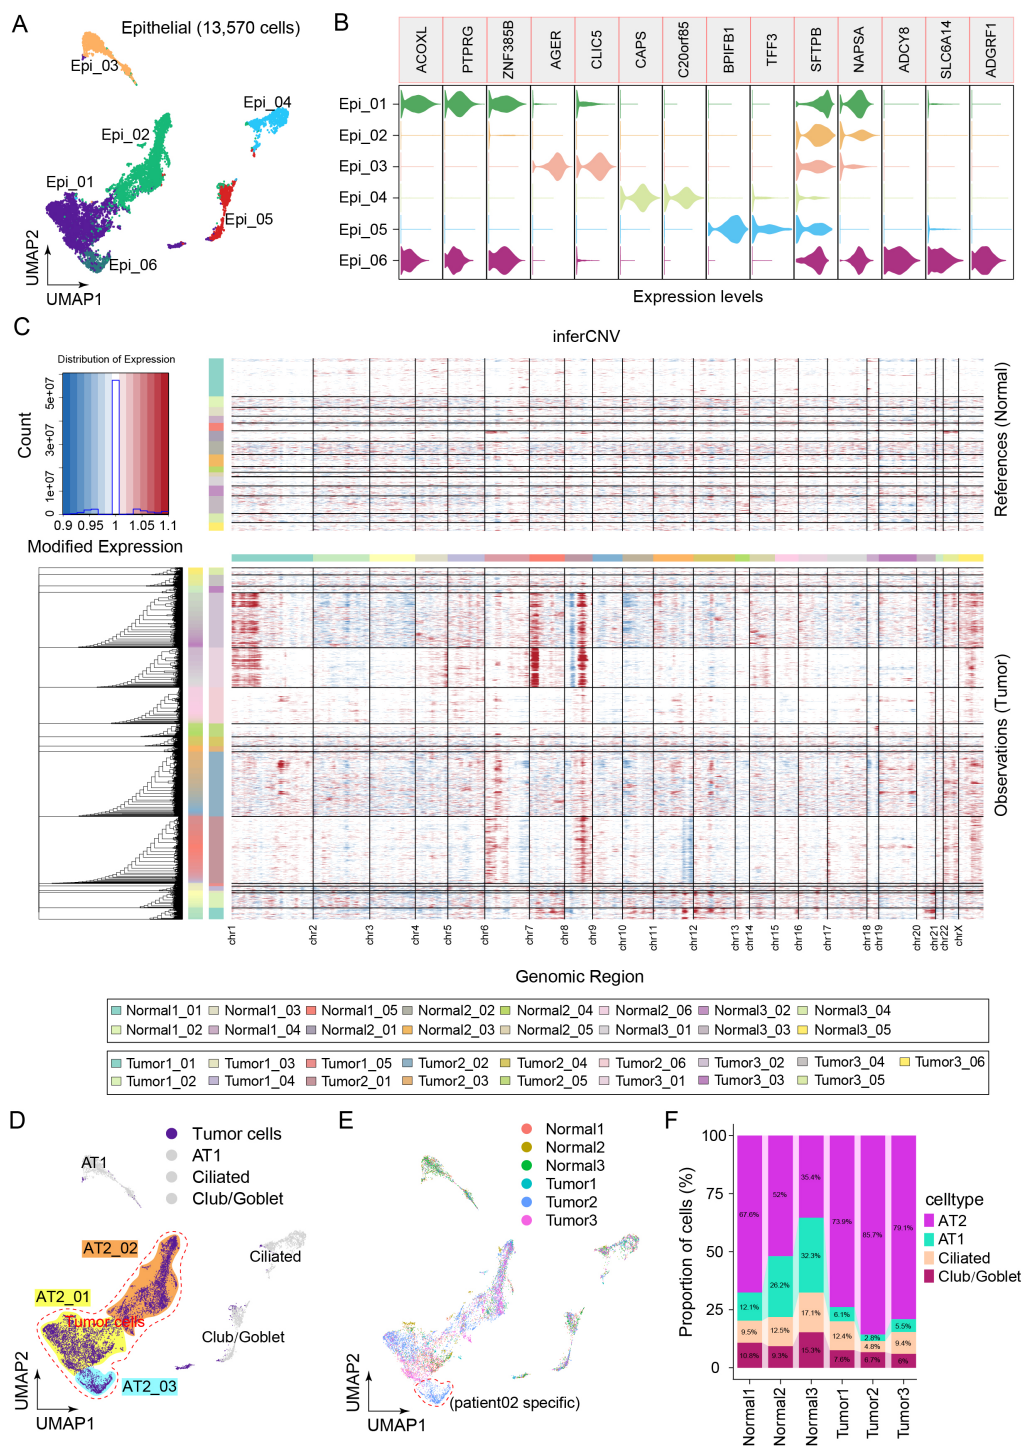 A
Epithelial (13,570 cells)
Epi_03
Epi_04
Epi_02
Epi_01
Epi_05
Epi_06
UMAP2
UMAP1
B
ACOXL
PTPRG
ZNF385B
AGER
CLIC5
CAPS
C20orf85
BPIFB1
TFF3
SFTPB
NAPSA
ADCY8
SLC6A14
ADGRF1
Epi_01
Epi_02
Epi_03
Epi_04
Epi_05
Epi_06
Expression levels
C
inferCNV
Distribution of Expression
Count
0 1e+07 3e+07 5e+07
0.9 0.95 1 1.05 1.1
Modified Expression
References (Normal)
Observations (Tumor)
chr1 chr2 chr3 chr4 chr5 chr6 chr7 chr8 chr9 chr10 chr11 chr12 chr13 chr14 chr15 chr16 chr17 chr18 chr19 chr20 chr21 chr22 chrX
Genomic Region
Normal1_01 Normal1_03 Normal1_05 Normal2_02 Normal2_04 Normal2_06 Normal3_02 Normal3_04
Normal1_02 Normal1_04 Normal2_01 Normal2_03 Normal2_05 Normal3_01 Normal3_03 Normal3_05
Tumor1_01 Tumor1_03 Tumor1_05 Tumor2_02 Tumor2_04 Tumor2_06 Tumor3_02 Tumor3_04 Tumor3_06
Tumor1_02 Tumor1_04 Tumor2_01 Tumor2_03 Tumor2_05 Tumor3_01 Tumor3_03 Tumor3_05
D
Tumor cells
AT1
Ciliated
Club/Goblet
AT1
AT2_02
Ciliated
AT2_01
Tumor cells
Club/Goblet
AT2_03
UMAP2
UMAP1
E
Normal1
Normal2
Normal3
Tumor1
Tumor2
Tumor3
(patient02 specific)
UMAP2
UMAP1
F
Proportion of cells (%)
100
75
50
25
0
67.6% 52% 35.4% 73.9% 85.7% 79.1%
12.1% 26.2% 32.3% 6.1% 2.8% 5.5%
9.5% 12.5% 17.1% 12.4% 4.8% 9.4%
10.8% 9.3% 15.3% 7.6% 6.7% 6%
Normal1 Normal2 Normal3 Tumor1 Tumor2 Tumor3
celltype
AT2
AT1
Ciliated
Club/Goblet